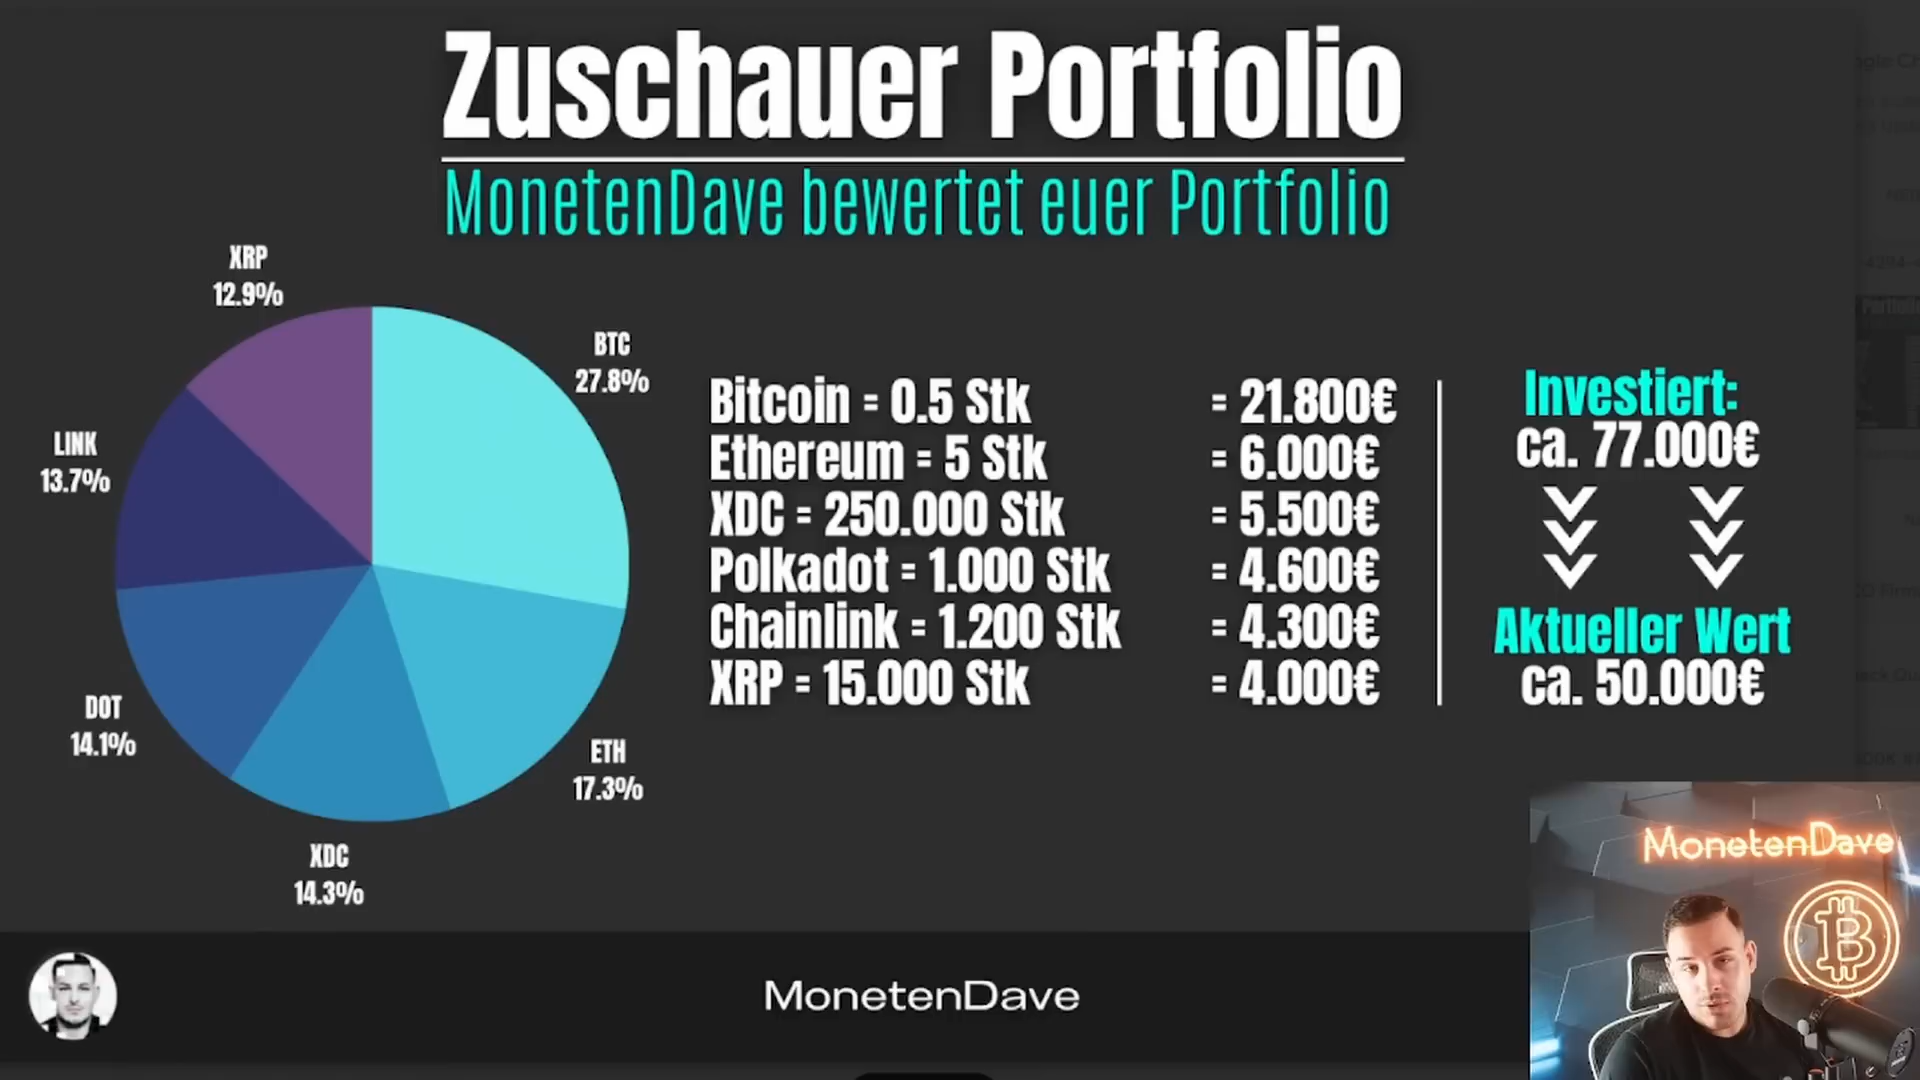 Zuschauer Portfolio
MonetenDave bewertet euer Portfolio
XRP
12.9%
BTC
27.8%
LINK
13.7%
DOT
14.1%
ETH
17.3%
XDC
14.3%
Bitcoin = 0.5 Stk = 21.800€
Ethereum = 5 Stk = 6.000€
XDC = 250.000 Stk = 5.500€
Polkadot = 1.000 Stk = 4.600€
Chainlink = 1.200 Stk = 4.300€
XRP = 15.000 Stk = 4.000€
Investiert:
ca. 77.000€
Aktueller Wert
ca. 50.000€
MonetenDave
MonetenDave